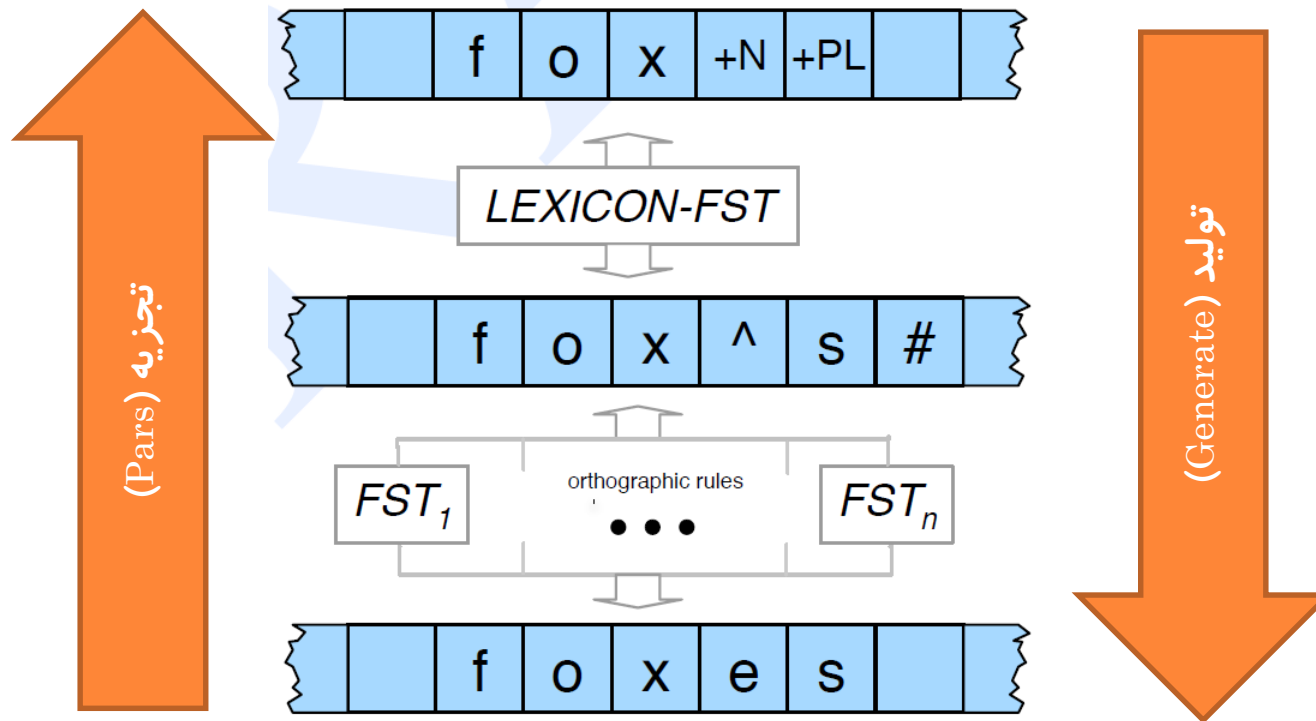 f o x +N +PL
LEXICON-FST
f o x ^ s #
تجزیه (Pars)
تولید (Generate)
FST1
orthographic rules
• • •
FSTn
f o x e s